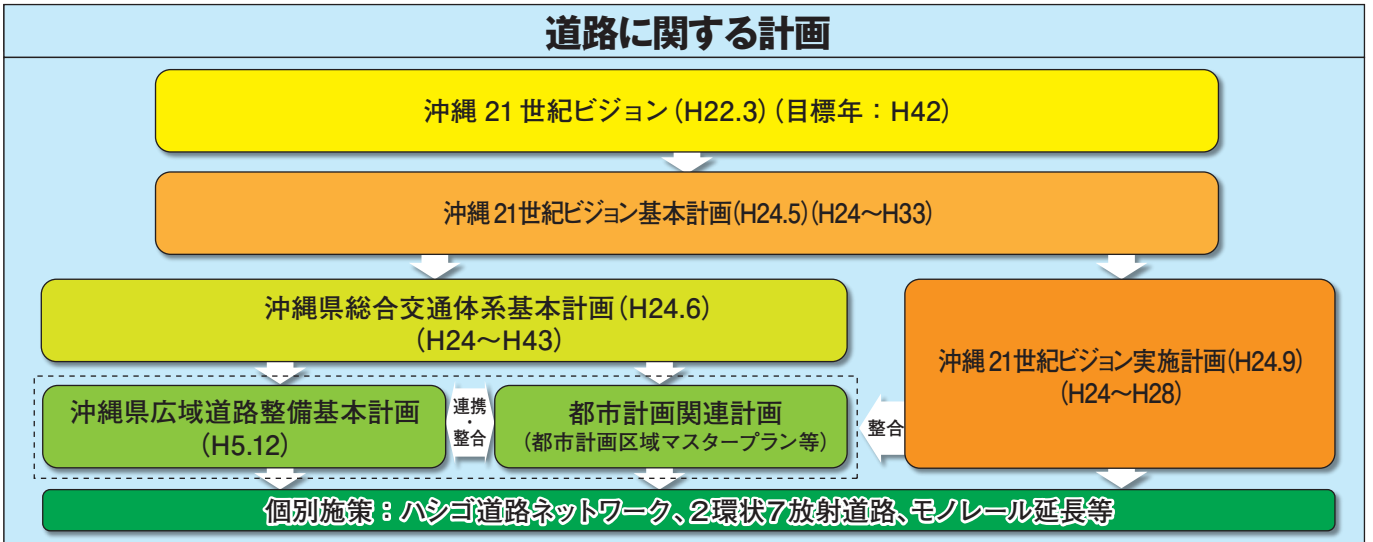 道路に関する計画
沖縄 21 世紀ビジョン(H22.3)(目標年:H42)
沖縄21世紀ビジョン基本計画(H24.5)(H24～H33)
沖縄県総合交通体系基本計画(H24.6)
(H24～H43)
沖縄県広域道路整備基本計画
(H5.12)
連携
・
整合
都市計画関連計画
(都市計画区域マスタープラン等)
整合
沖縄21世紀ビジョン実施計画(H24.9)
(H24～H28)
個別施策:ハシゴ道路ネットワーク、2環状7放射道路、モノレール延長等